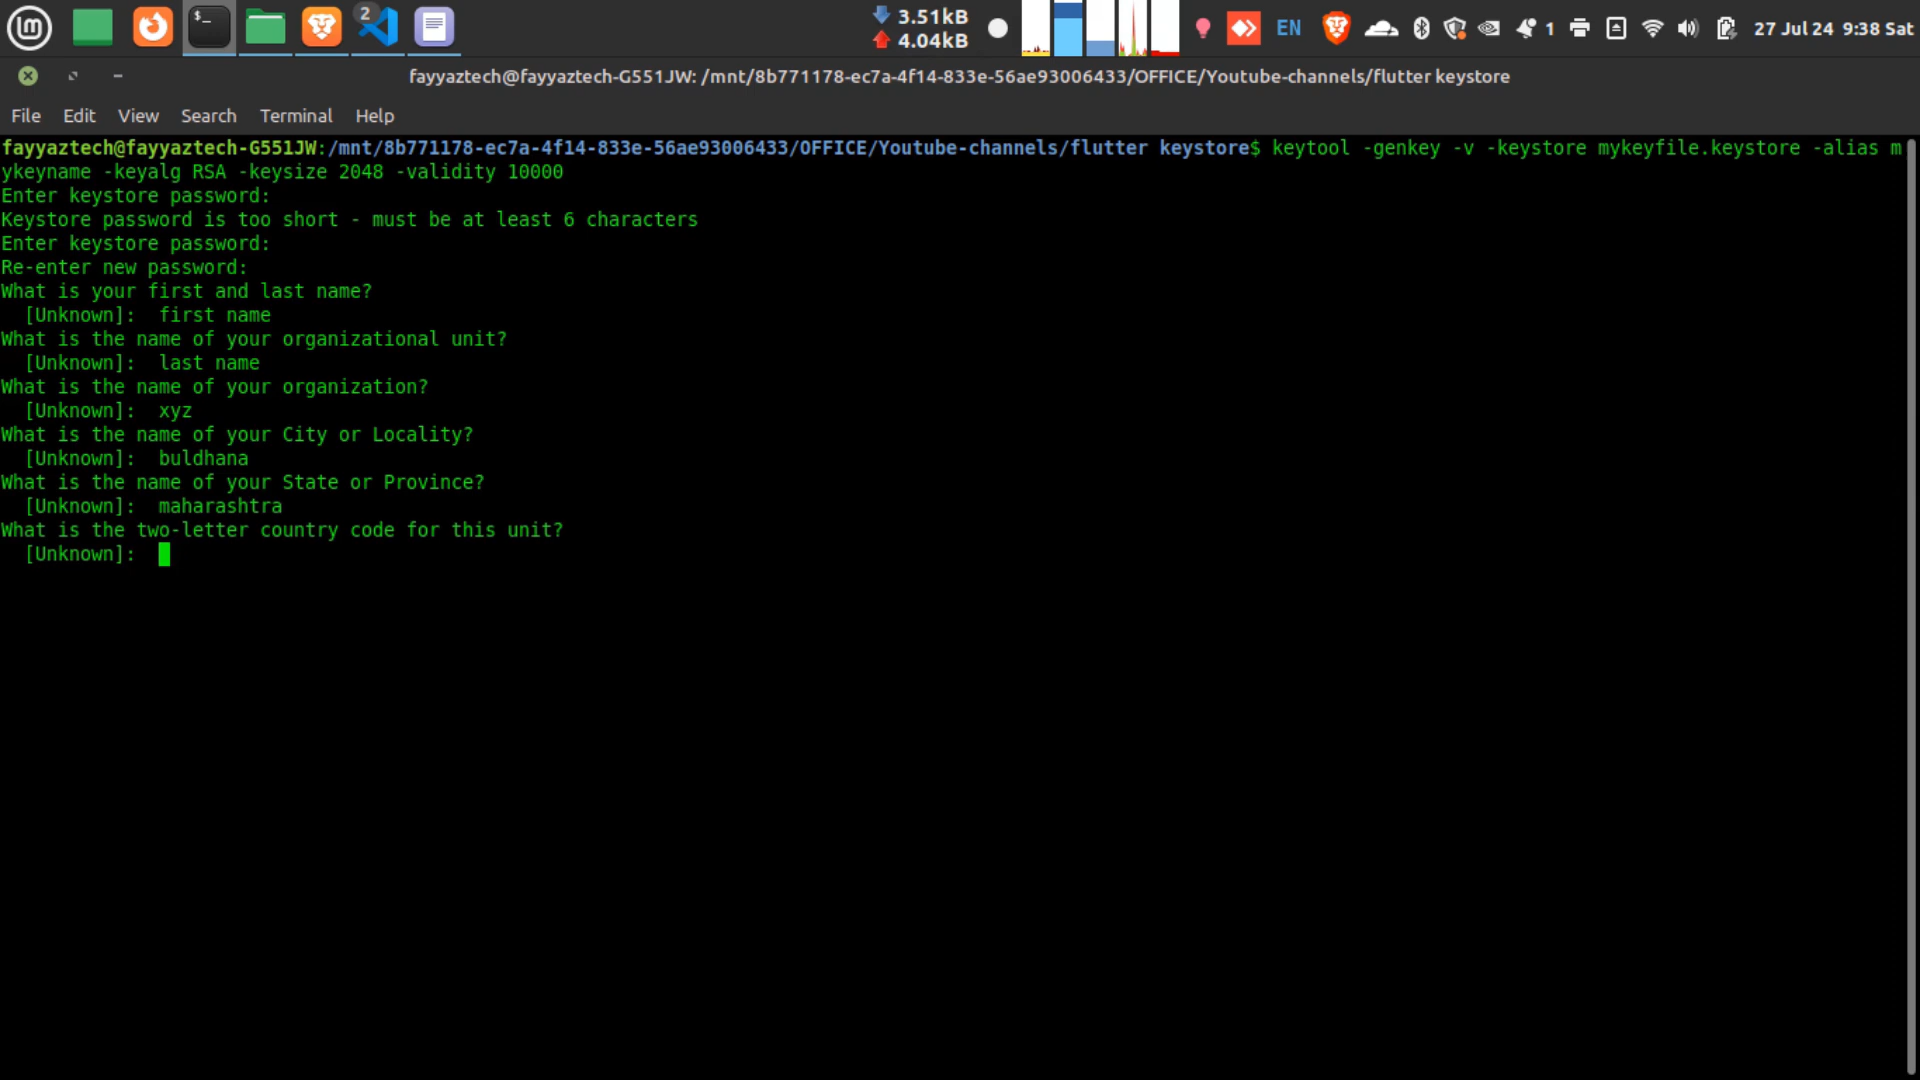 2
3.51kB
4.04kB
EN
1
27 Jul 24 9:38 Sat
fayyaztech@fayyaztech-G551JW: /mnt/8b771178-ec7a-4f14-833e-56ae93006433/OFFICE/Youtube-channels/flutter keystore
File Edit View Search Terminal Help
fayyaztech@fayyaztech-G551JW:/mnt/8b771178-ec7a-4f14-833e-56ae93006433/OFFICE/Youtube-channels/flutter keystore$ keytool -genkey -v -keystore mykeyfile.keystore -alias m
ykeyname -keyalg RSA -keysize 2048 -validity 10000
Enter keystore password:
Keystore password is too short - must be at least 6 characters
Enter keystore password:
Re-enter new password:
What is your first and last name?
  [Unknown]:  first name
What is the name of your organizational unit?
  [Unknown]:  last name
What is the name of your organization?
  [Unknown]:  xyz
What is the name of your City or Locality?
  [Unknown]:  buldhana
What is the name of your State or Province?
  [Unknown]:  maharashtra
What is the two-letter country code for this unit?
  [Unknown]: